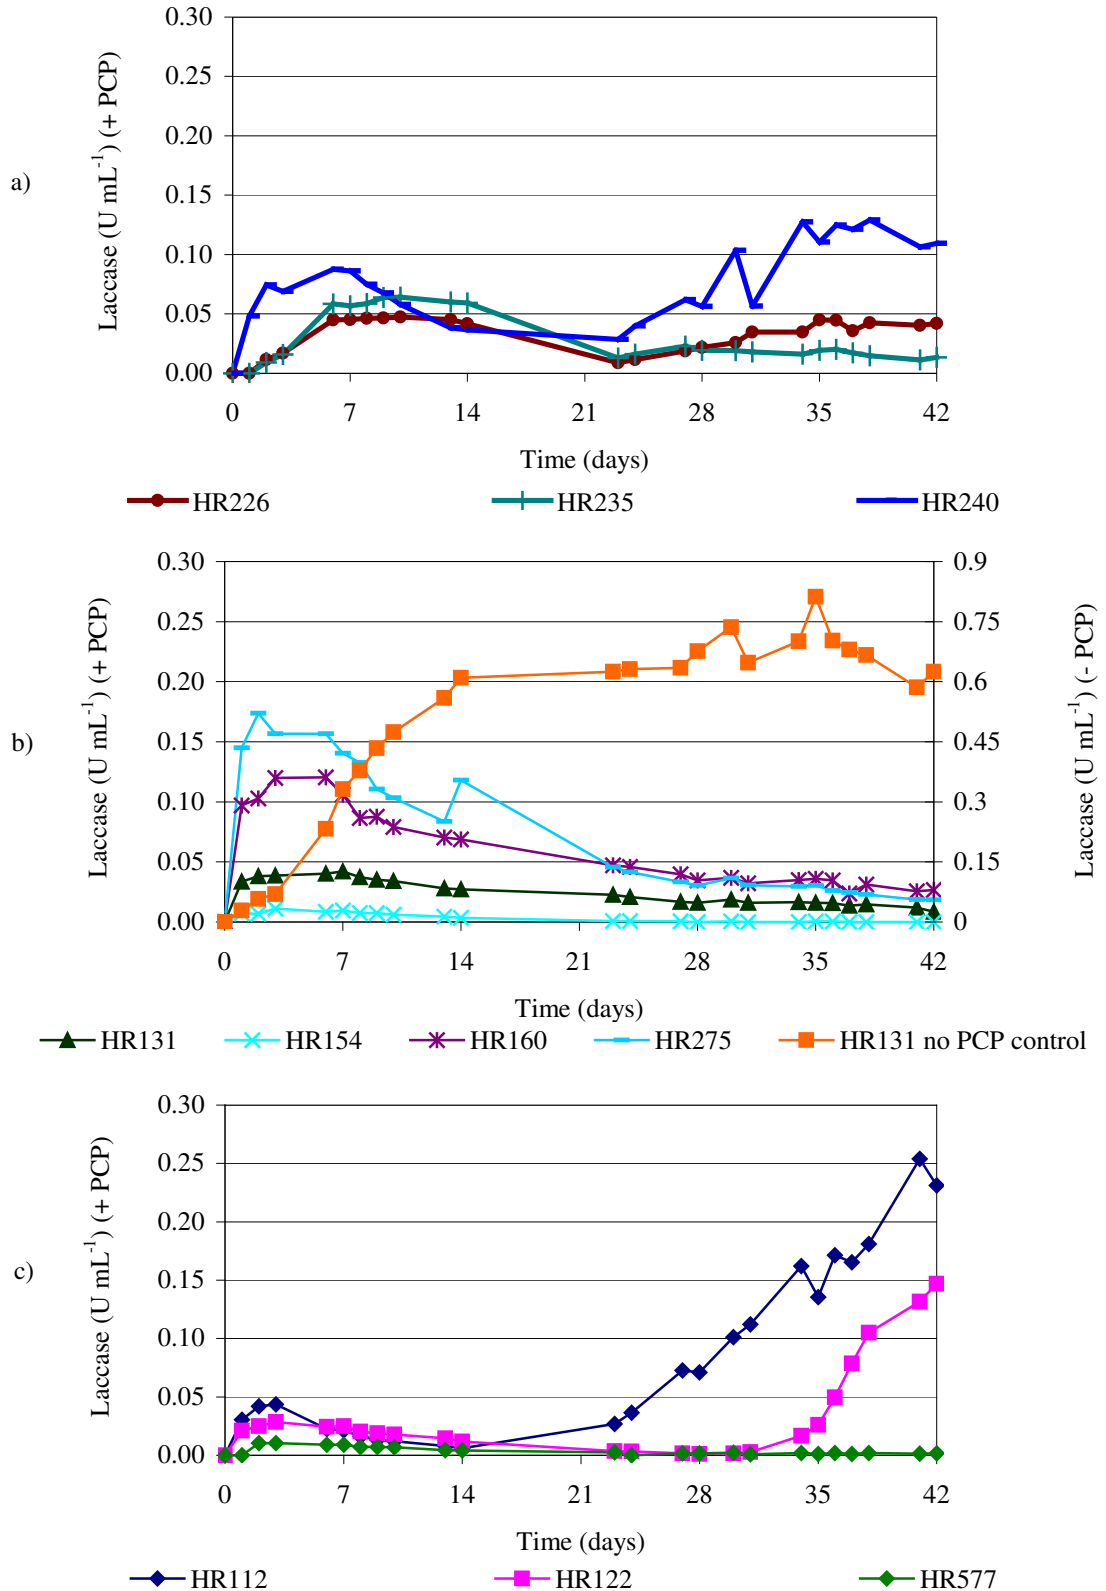 0.30
0.25
0.20
0.15
0.10
0.05
0.00
Laccase (U mL⁻¹) (+ PCP)
a)
0 7 14 21 28 35 42
Time (days)
HR226 HR235 HR240
0.30 0.9
0.25 0.75
0.20 0.6
0.15 0.45
0.10 0.3
0.05 0.15
0.00 0
Laccase (U mL⁻¹) (+ PCP)
Laccase (U mL⁻¹) (- PCP)
b)
0 7 14 21 28 35 42
Time (days)
HR131 HR154 HR160 HR275 HR131 no PCP control
0.30
0.25
0.20
0.15
0.10
0.05
0.00
Laccase (U mL⁻¹) (+ PCP)
c)
0 7 14 21 28 35 42
Time (days)
HR112 HR122 HR577